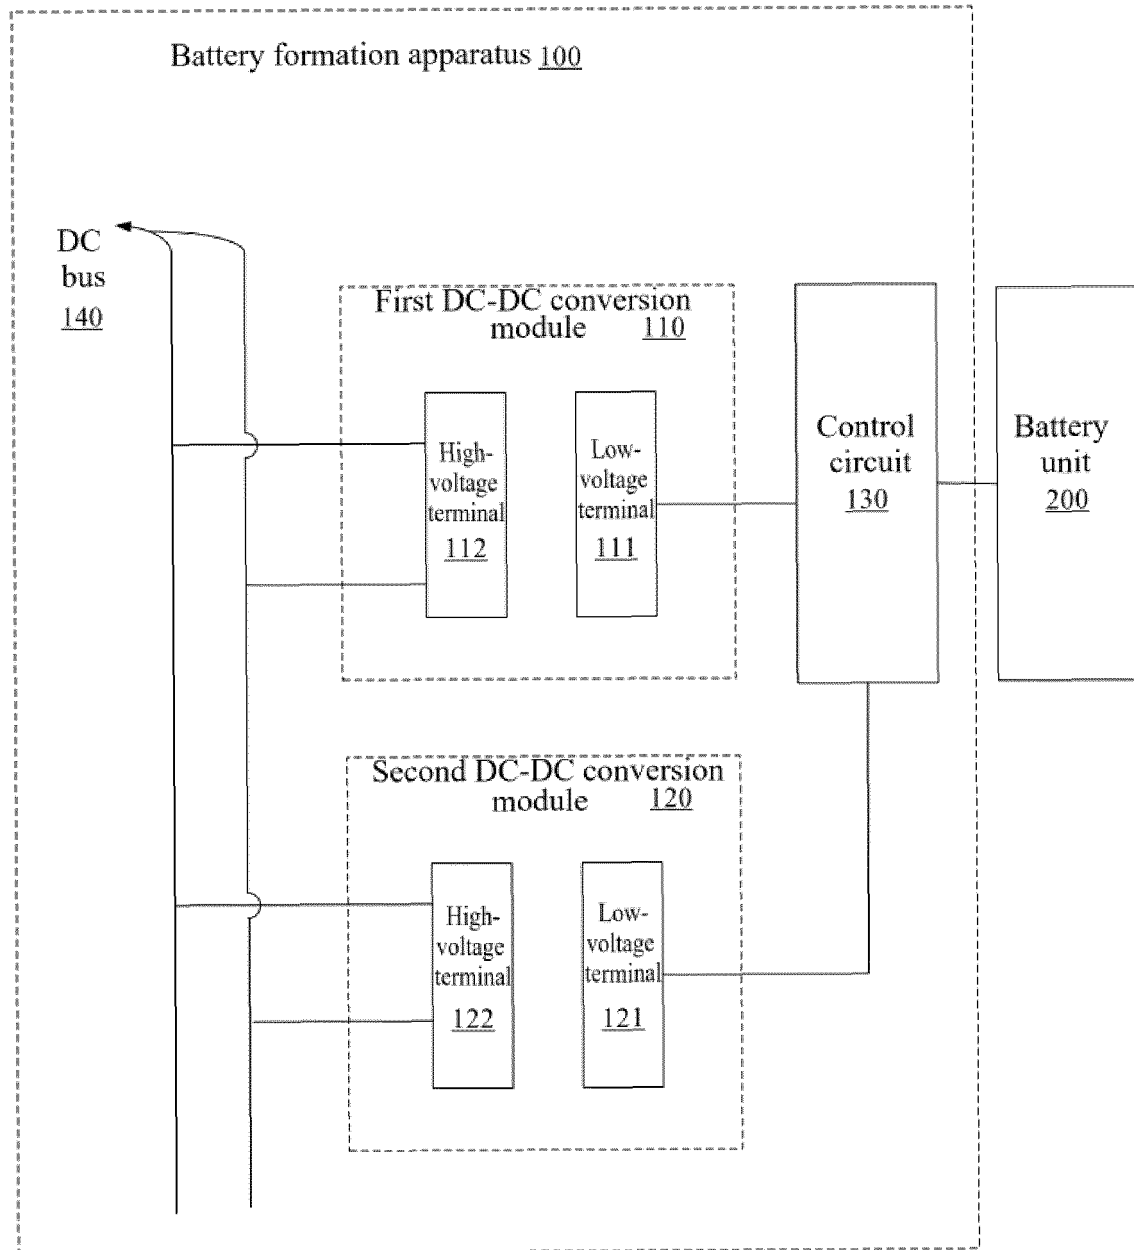 Battery formation apparatus 100
DC
bus
140
First DC-DC conversion
module 110
High-
voltage
terminal
112
Low-
voltage
terminal
111
Control
circuit
130
Battery
unit
200
Second DC-DC conversion
module 120
High-
voltage
terminal
122
Low-
voltage
terminal
121